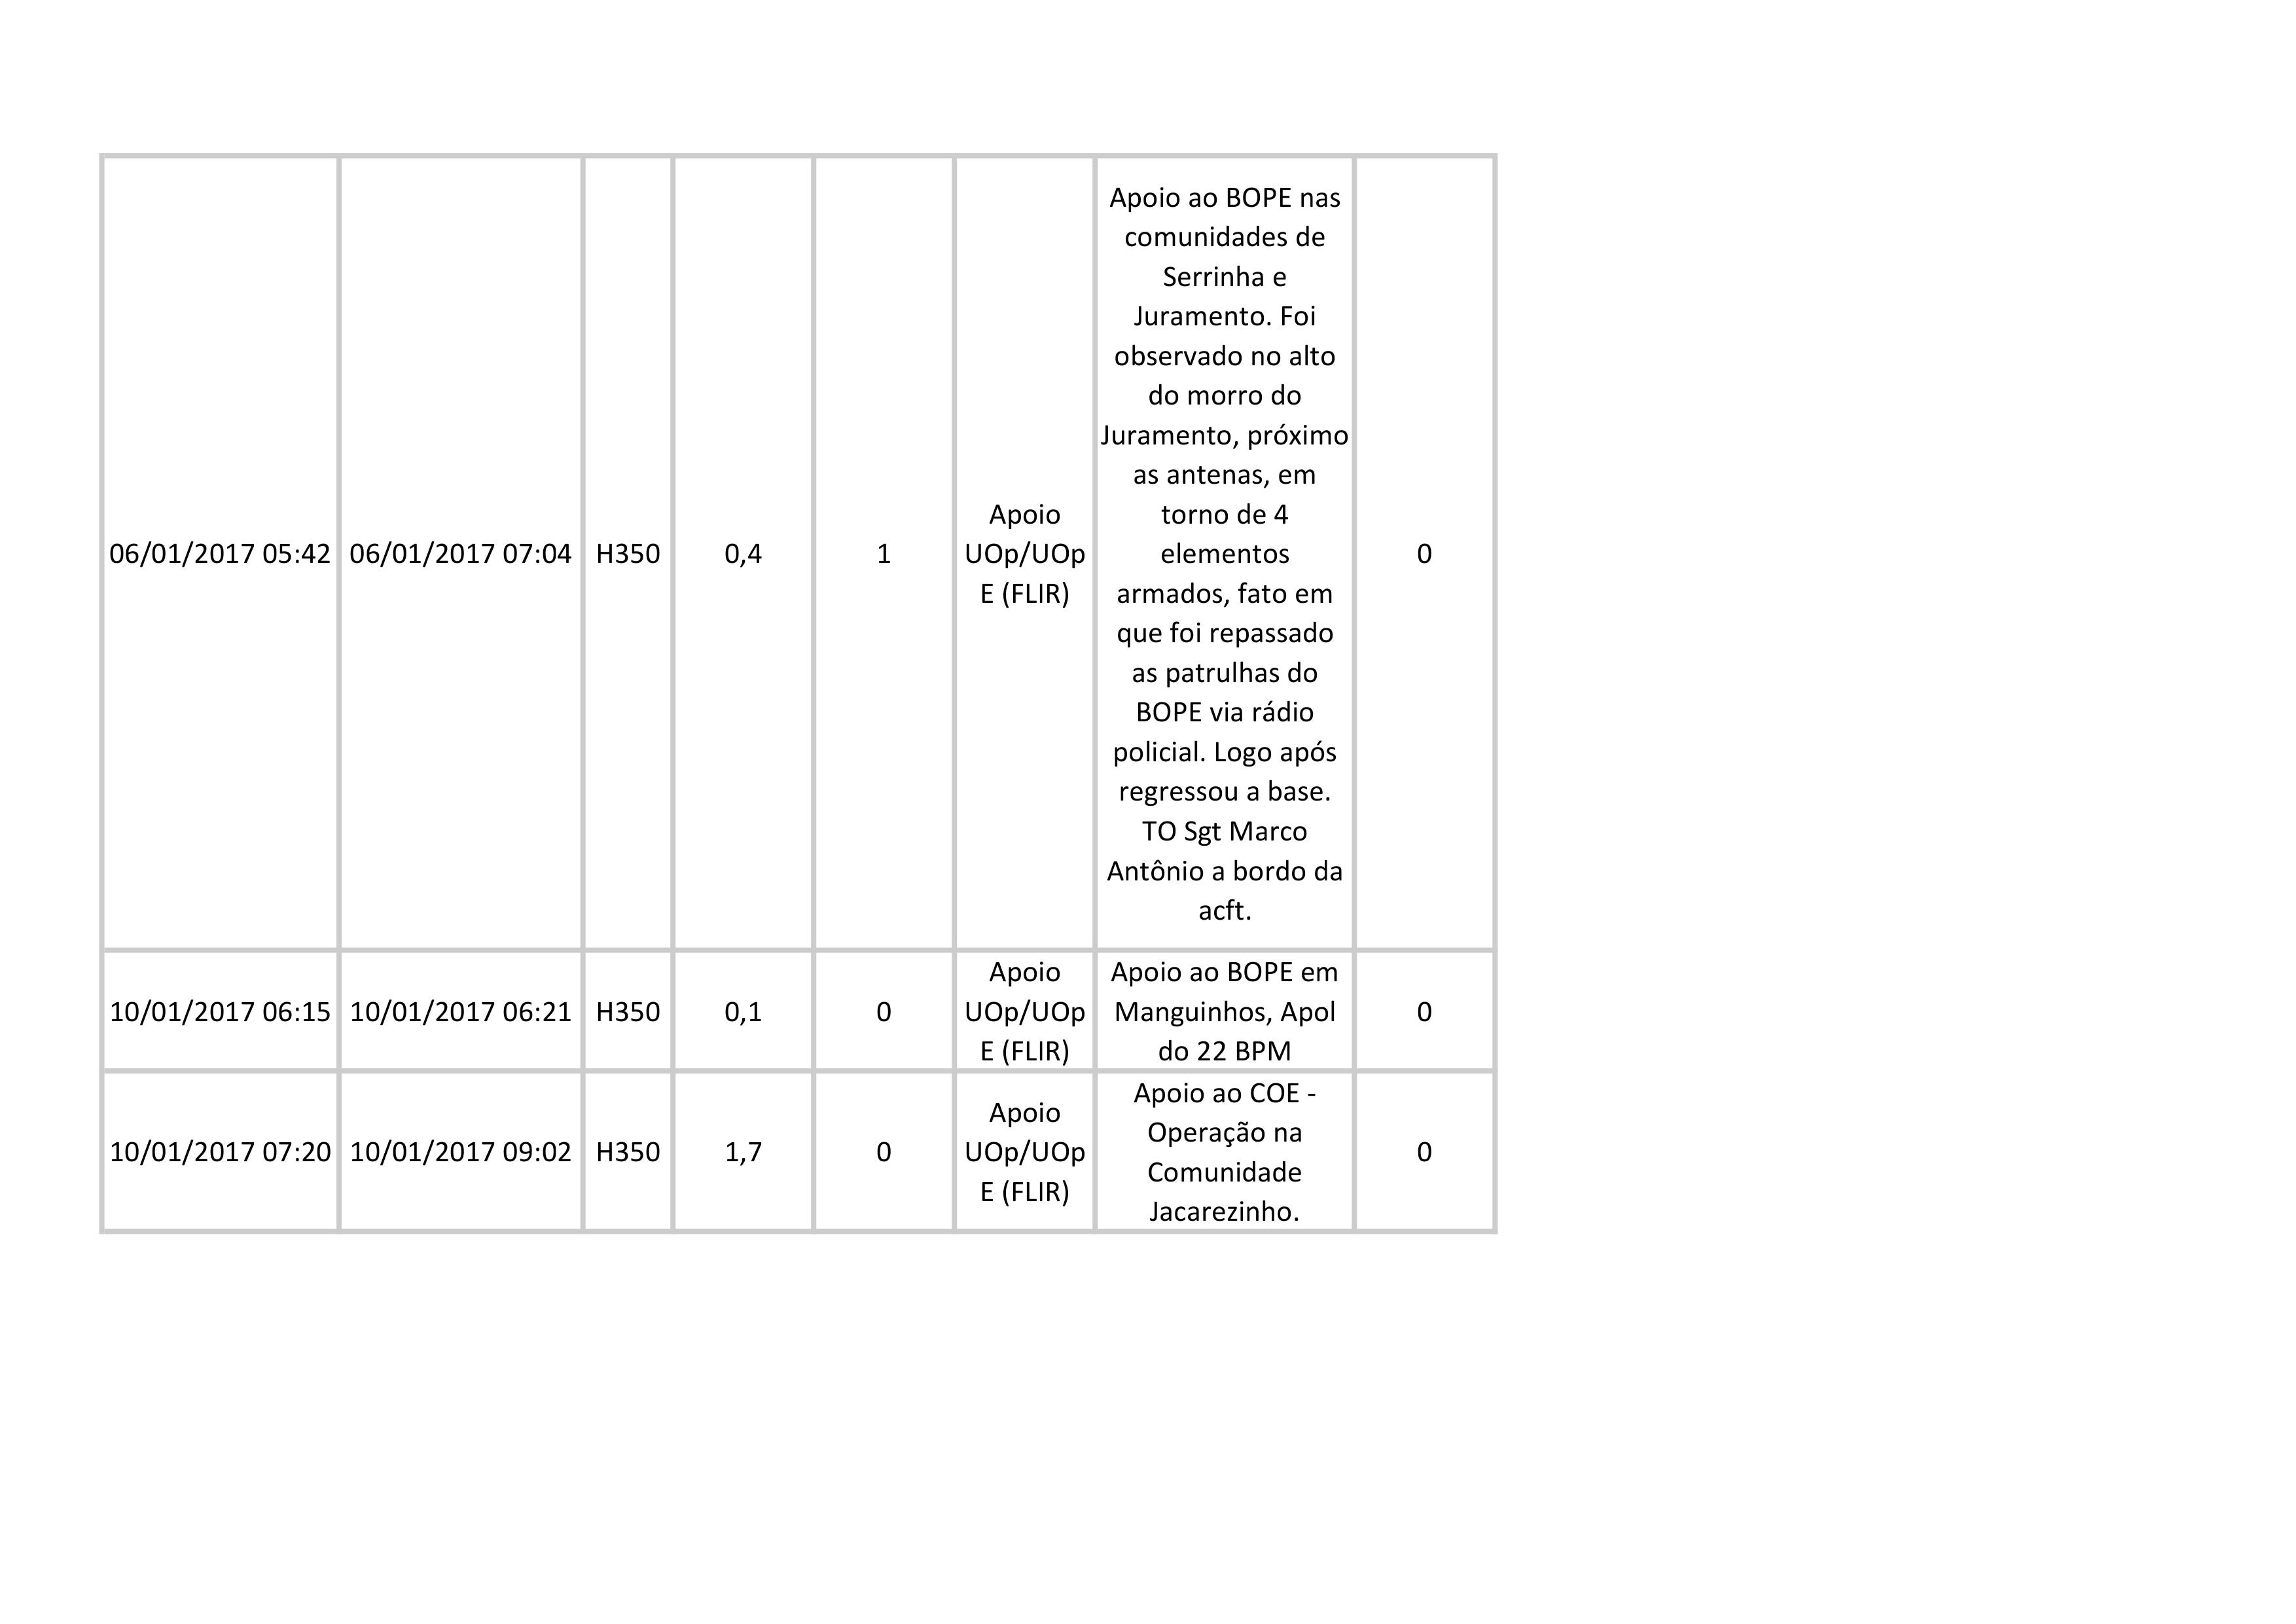 06/01/2017 05:42
06/01/2017 07:04
H350
0,4
1
Apoio
UOp/UOp
E (FLIR)
Apoio ao BOPE nas
comunidades de
Serrinha e
Juramento. Foi
observado no alto
do morro do
Juramento, próximo
as antenas, em
torno de 4
elementos
armados, fato em
que foi repassado
as patrulhas do
BOPE via rádio
policial. Logo após
regressou a base.
TO Sgt Marco
Antônio a bordo da
acft.
0
10/01/2017 06:15
10/01/2017 06:21
H350
0,1
0
Apoio
UOp/UOp
E (FLIR)
Apoio ao BOPE em
Manguinhos, Apol
do 22 BPM
0
10/01/2017 07:20
10/01/2017 09:02
H350
1,7
0
Apoio
UOp/UOp
E (FLIR)
Apoio ao COE -
Operação na
Comunidade
Jacarezinho.
0